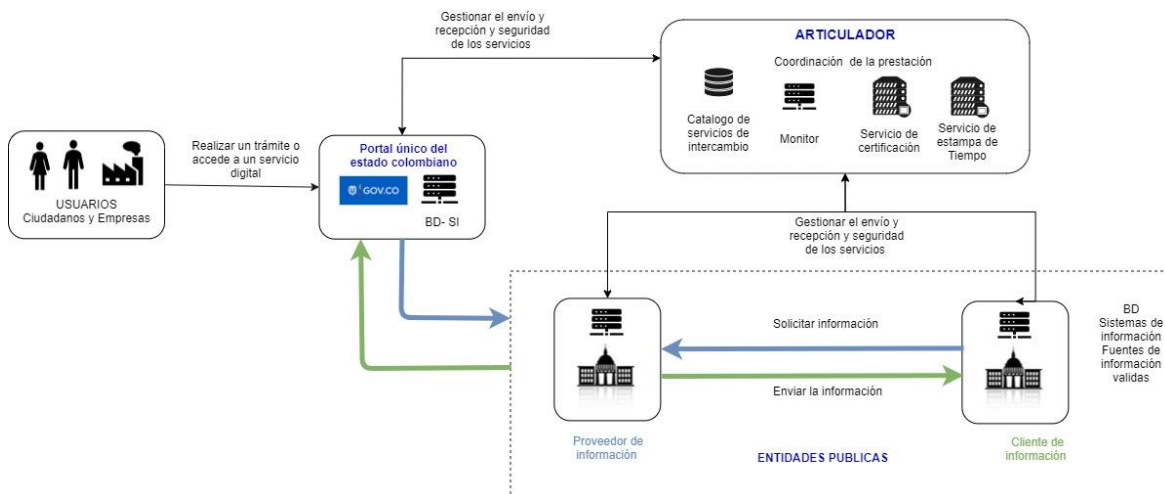 Gestionar el envío y
recepción y seguridad
de los servicios
ARTICULADOR
Coordinación de la prestación
Catalogo de
servicios de
intercambio
Monitor
Servicio de
certificación
Servicio de
estampa de
Tiempo
Realizar un trámite o
accede a un servicio
digital
Portal único del
estado colombiano
GOV.CO
BD- SI
USUARIOS
Ciudadanos y Empresas
Gestionar el envío y
recepción y seguridad
de los servicios
Solicitar información
Enviar la información
BD
Sistemas de
información
Fuentes de
información
validas
Proveedor de
información
ENTIDADES PUBLICAS
Cliente de
información